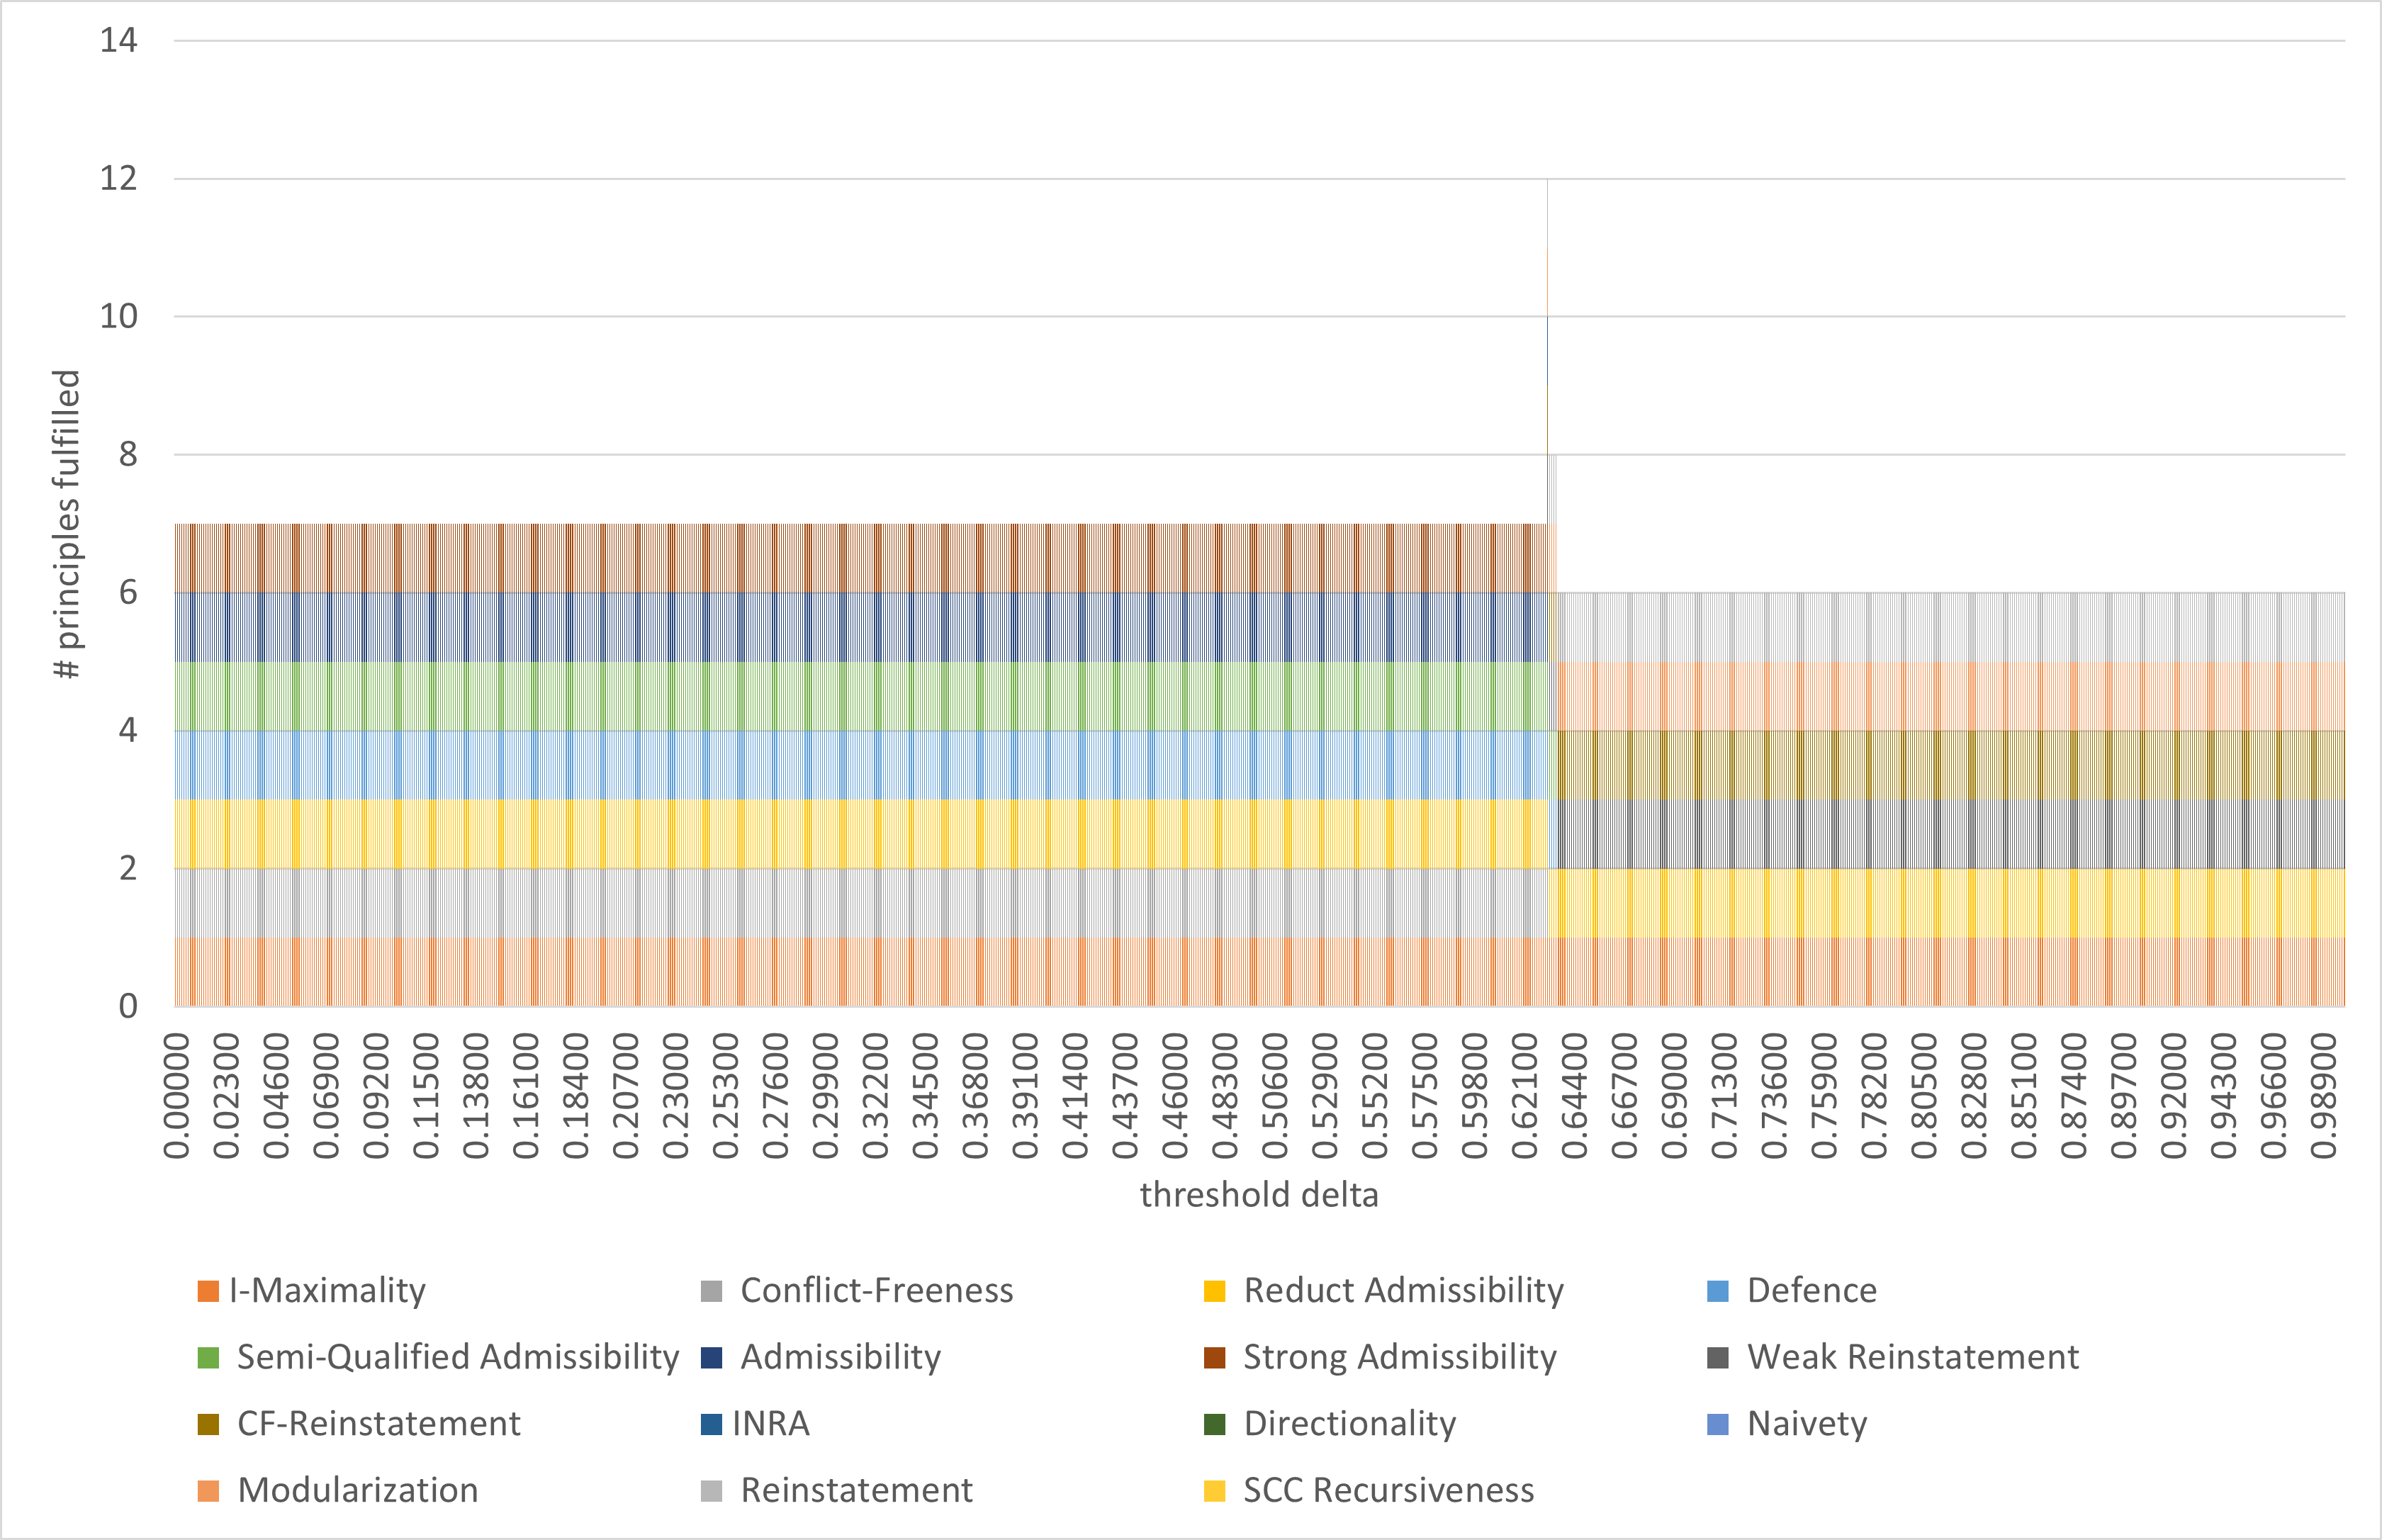 14
12
10
8
6
4
2
0
# principles fulfilled
0.00000 0.02300 0.04600 0.06900 0.09200 0.11500 0.13800 0.16100 0.18400 0.20700 0.23000 0.25300 0.27600 0.29900 0.32200 0.34500 0.36800 0.39100 0.41400 0.43700 0.46000 0.48300 0.50600 0.52900 0.55200 0.57500 0.59800 0.62100 0.64400 0.66700 0.69000 0.71300 0.73600 0.75900 0.78200 0.80500 0.82800 0.85100 0.87400 0.89700 0.92000 0.94300 0.96600 0.98900
threshold delta
I-Maximality Conflict-Freeness Reduct Admissibility Defence
Semi-Qualified Admissibility Admissibility Strong Admissibility Weak Reinstatement
CF-Reinstatement INRA Directionality Naivety
Modularization Reinstatement SCC Recursiveness